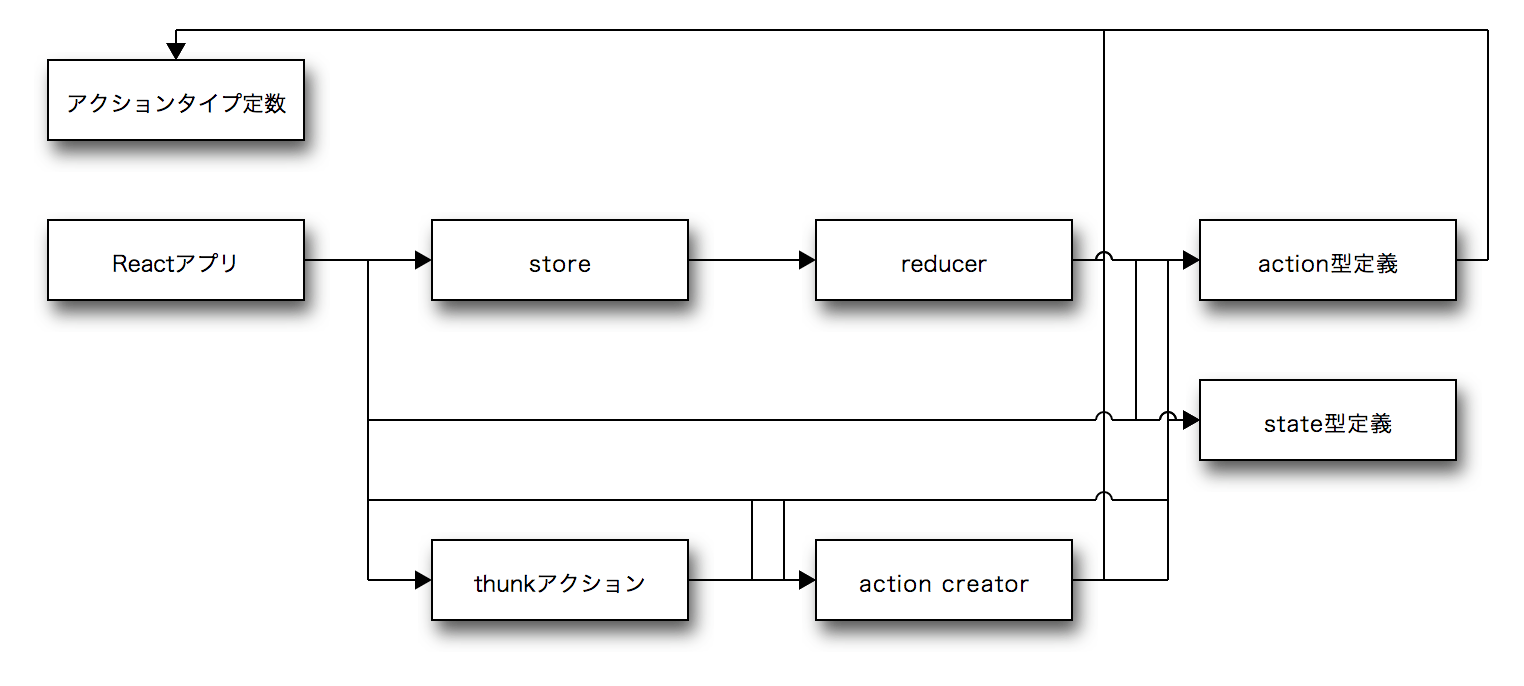 アクションタイプ定数
Reactアプリ
store
reducer
action型定義
state型定義
thunkアクション
action creator